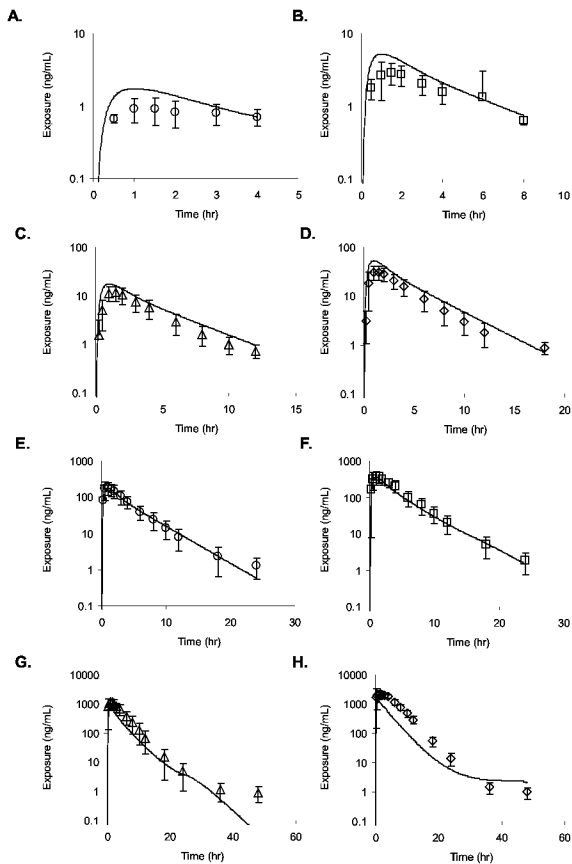 A.
B.
Exposure (ng/mL)
10
1
0.1
0 1 2 3 4 5
Time (hr)
Exposure (ng/mL)
10
1
0.1
0 2 4 6 8 10
Time (hr)
C.
D.
Exposure (ng/mL)
100
10
1
0.1
0 5 10 15
Time (hr)
Exposure (ng/mL)
100
10
1
0.1
0 5 10 15 20
Time (hr)
E.
F.
Exposure (ng/mL)
1000
100
10
1
0.1
0 10 20 30
Time (hr)
Exposure (ng/mL)
1000
100
10
1
0.1
0 10 20 30
Time (hr)
G.
H.
Exposure (ng/mL)
10000
1000
100
10
1
0.1
0 20 40 60
Time (hr)
Exposure (ng/mL)
10000
1000
100
10
1
0.1
0 20 40 60
Time (hr)